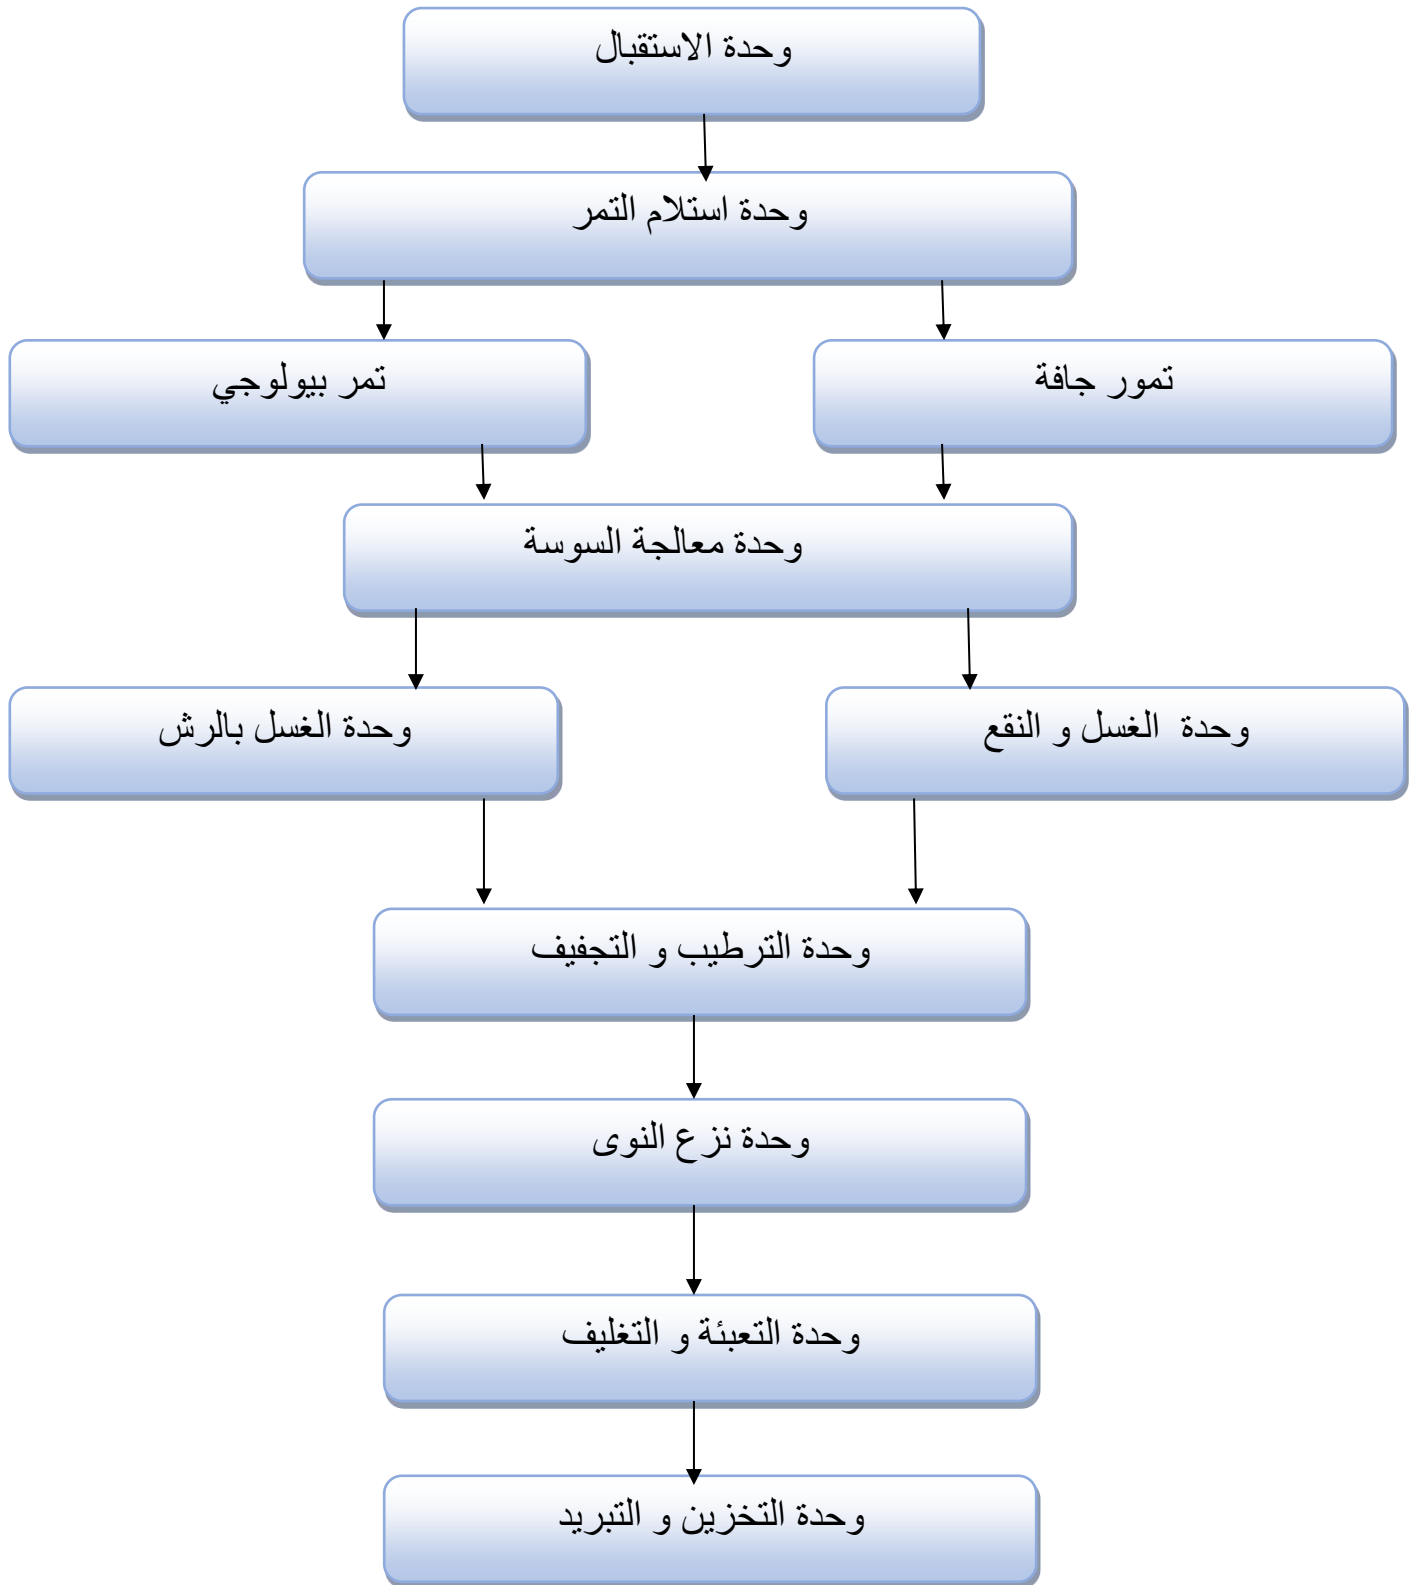 وحدة الاستقبال
وحدة استلام التمر
تمور جافة
تمر بيولوجي
وحدة معالجة السوسة
وحدة الغسل و النقع
وحدة الغسل بالرش
وحدة الترطيب و التجفيف
وحدة نزع النوى
وحدة التعبئة و التغليف
وحدة التخزين و التبريد